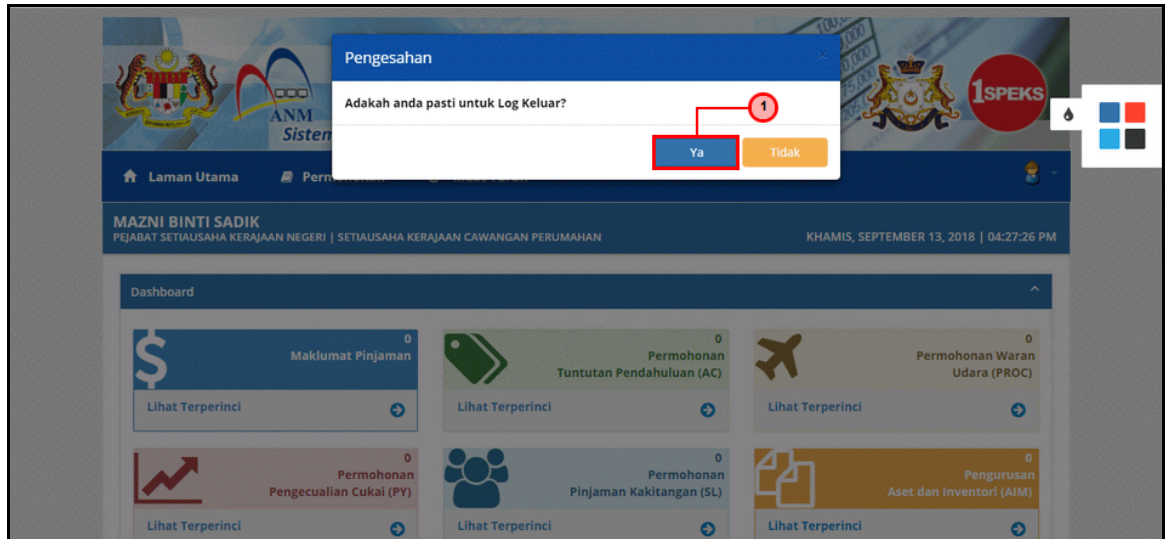 Pengesahan
Adakah anda pasti untuk Log Keluar?
1
Ya
Tidak
ANM
Sistem
1SPEKS
Laman Utama
MAZNI BINTI SADIK
PEJABAT SETIAUSAHA KERAJAAN NEGERI | SETIAUSAHA KERAJAAN CAWANGAN PERUMAHAN
KHAMIS, SEPTEMBER 13, 2018 | 04:27:26 PM
Dashboard
0
Maklumat Pinjaman
Lihat Terperinci
0
Permohonan
Tuntutan Pendahuluan (AC)
Lihat Terperinci
0
Permohonan Waran
Udara (PROC)
Lihat Terperinci
0
Permohonan
Pengecualian Cukai (PY)
Lihat Terperinci
0
Permohonan
Pinjaman Kakitangan (SL)
Lihat Terperinci
0
Pengurusan
Aset dan Inventori (AIM)
Lihat Terperinci